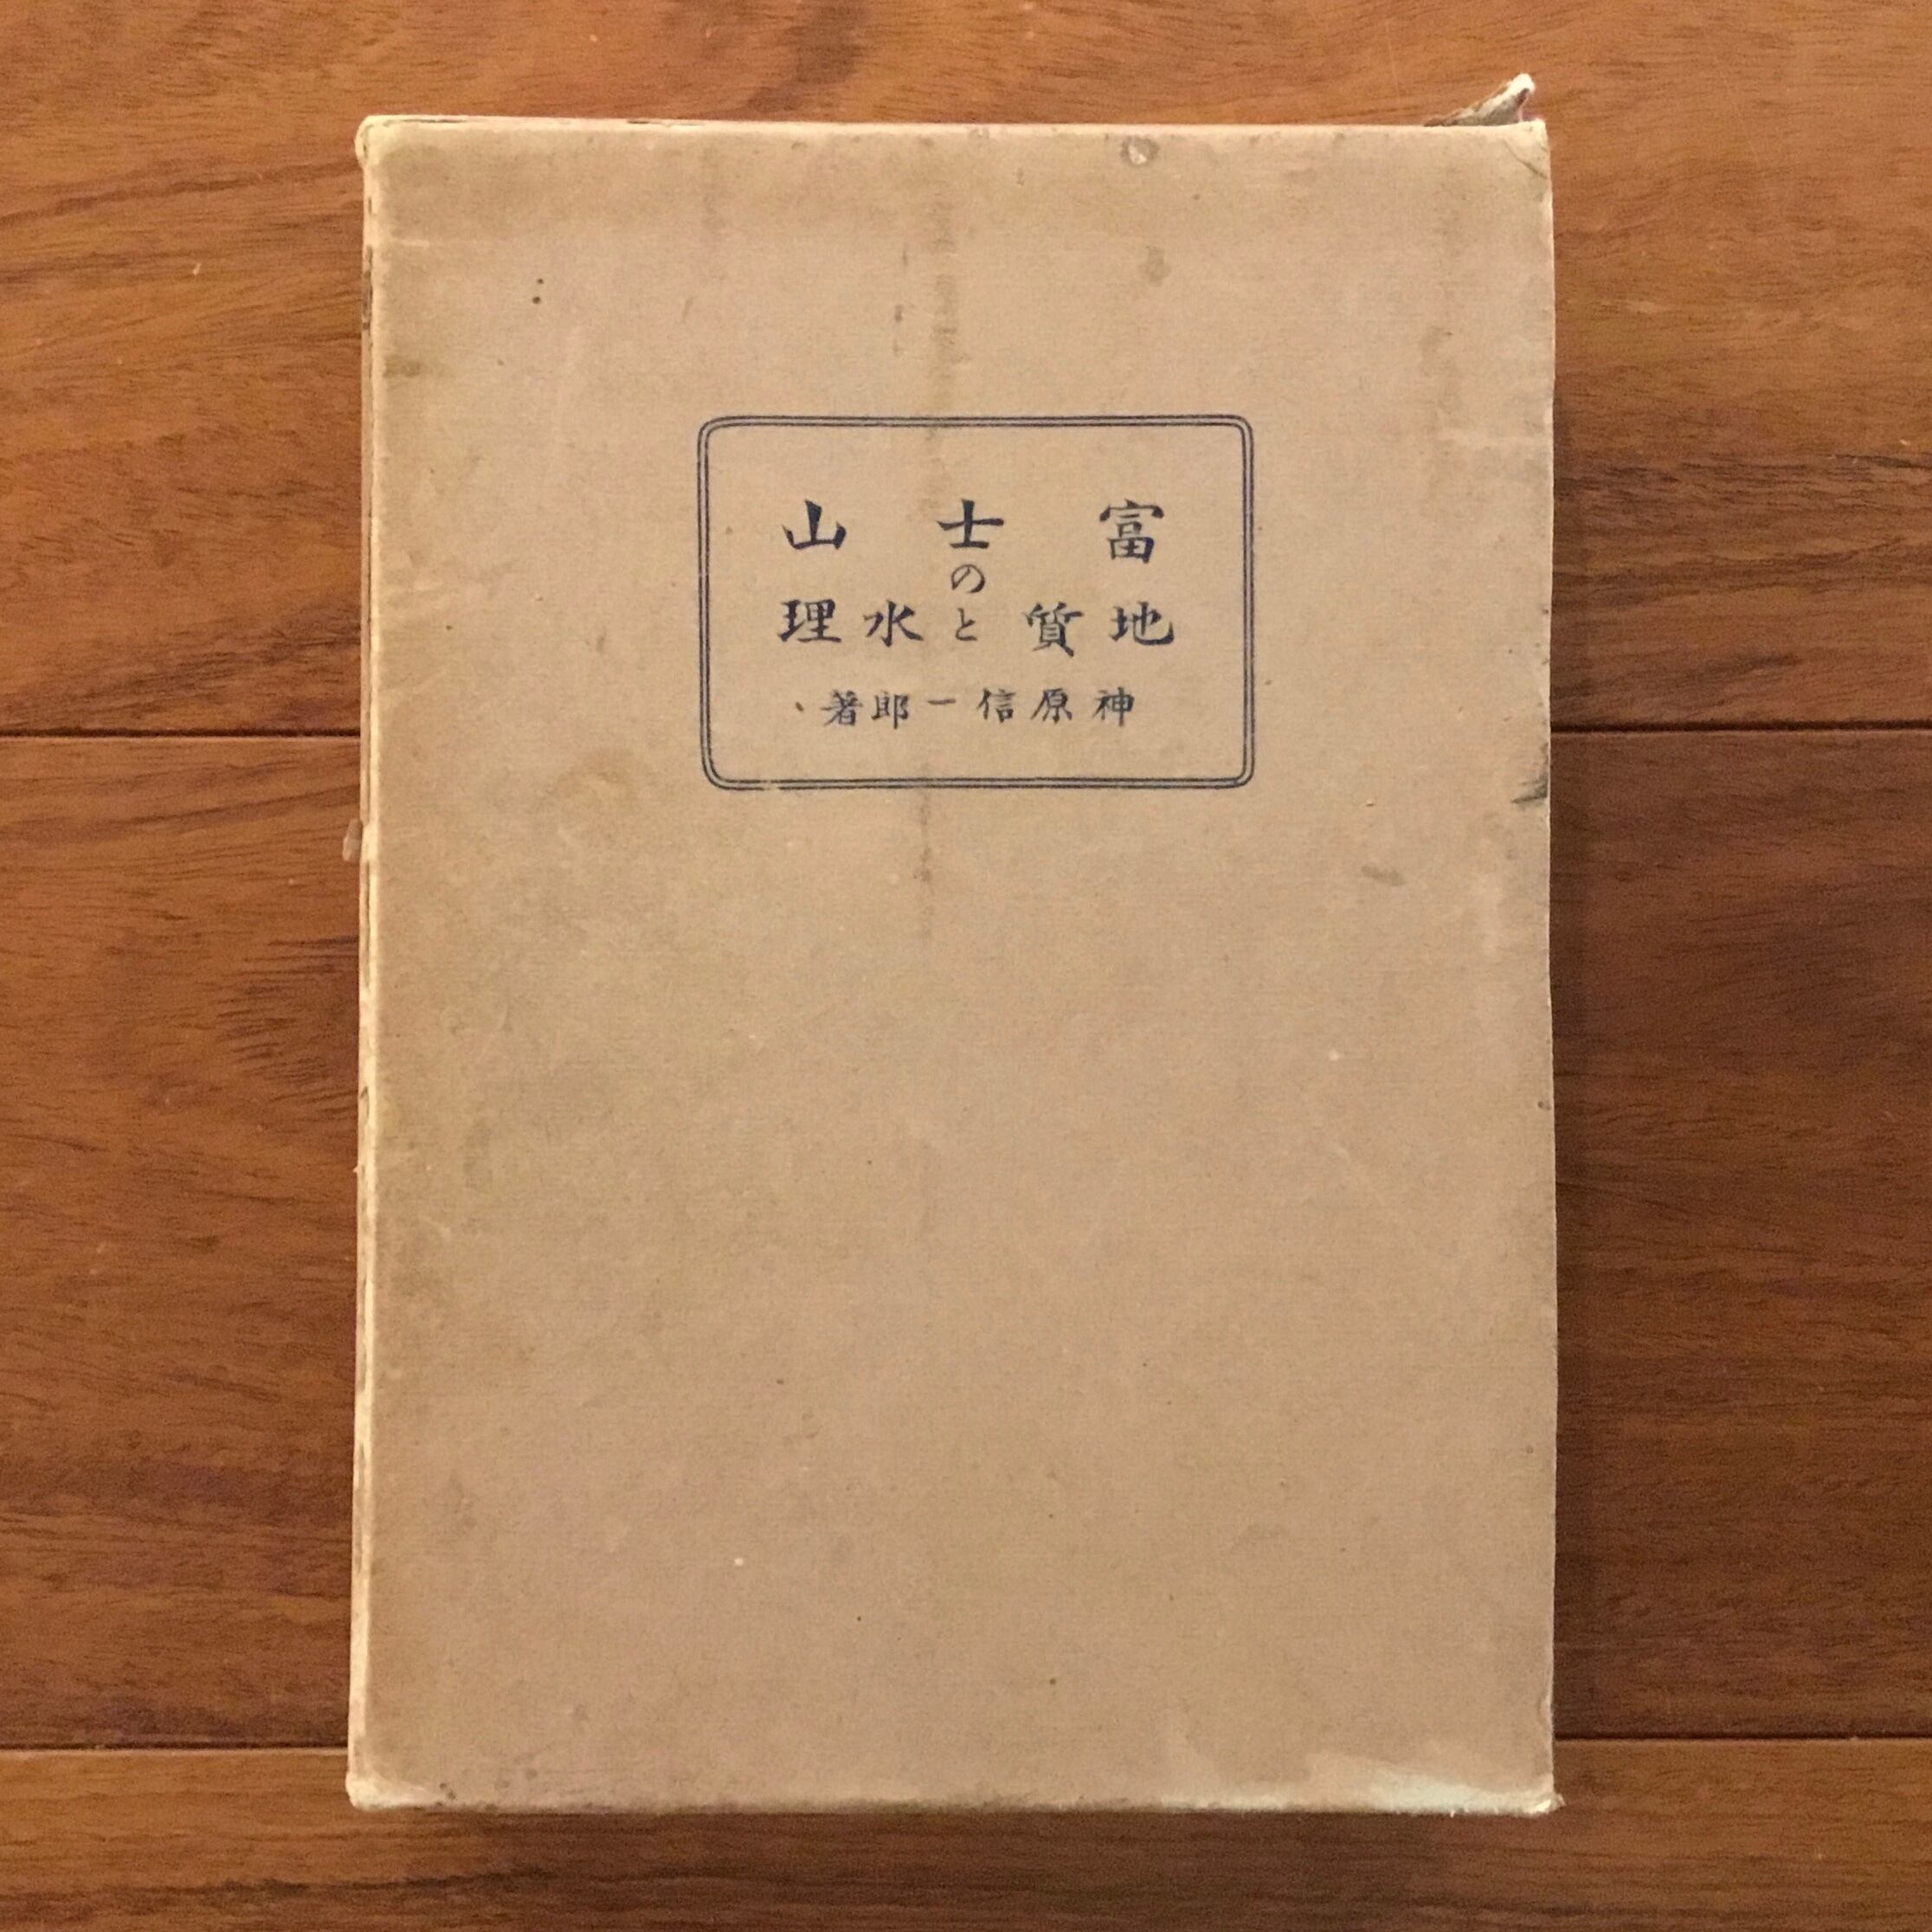 富士山
の
地質と水理
神原信一郎著